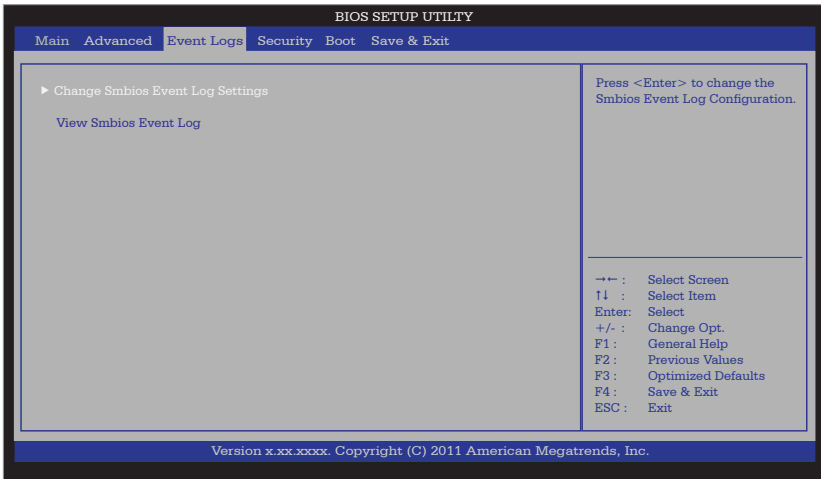 BIOS SETUP UTILTY
Main Advanced Event Logs Security Boot Save & Exit
▶ Change Smbios Event Log Settings
View Smbios Event Log
Press <Enter> to change the
Smbios Event Log Configuration.
→← : Select Screen
↑↓ : Select Item
Enter: Select
+/- : Change Opt.
F1 : General Help
F2 : Previous Values
F3 : Optimized Defaults
F4 : Save & Exit
ESC : Exit
Version x.xx.xxxx. Copyright (C) 2011 American Megatrends, Inc.